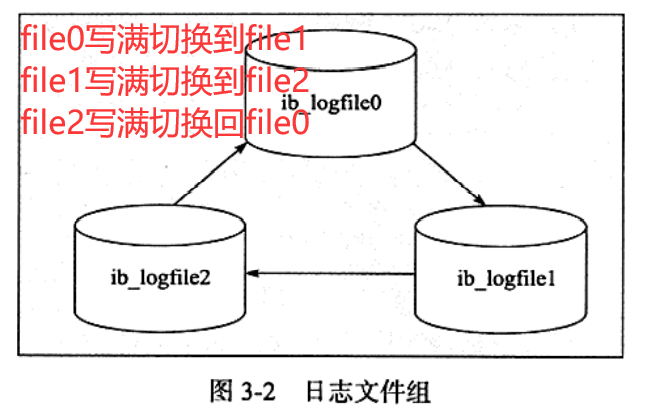 file0写满切换到file1
file1写满切换到file2
file2写满切换回file0
ib_logfile0
ib_logfile2
ib_logfile1
图 3-2 日志文件组